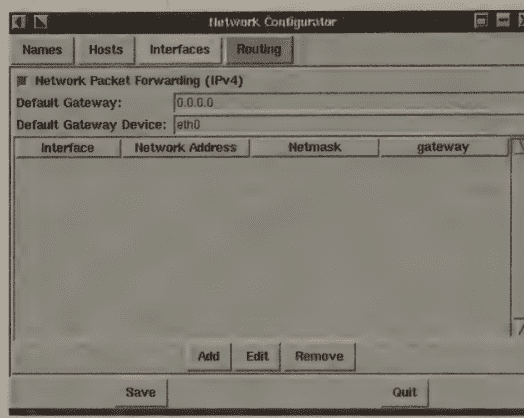 Network Configurator
Names Hosts Interfaces Routing
Network Packet Forwarding (IPv4)
Default Gateway: 0.0.0.0
Default Gateway Device: eth0
Interface Network Address Netmask gateway
Add Edit Remove
Save Quit